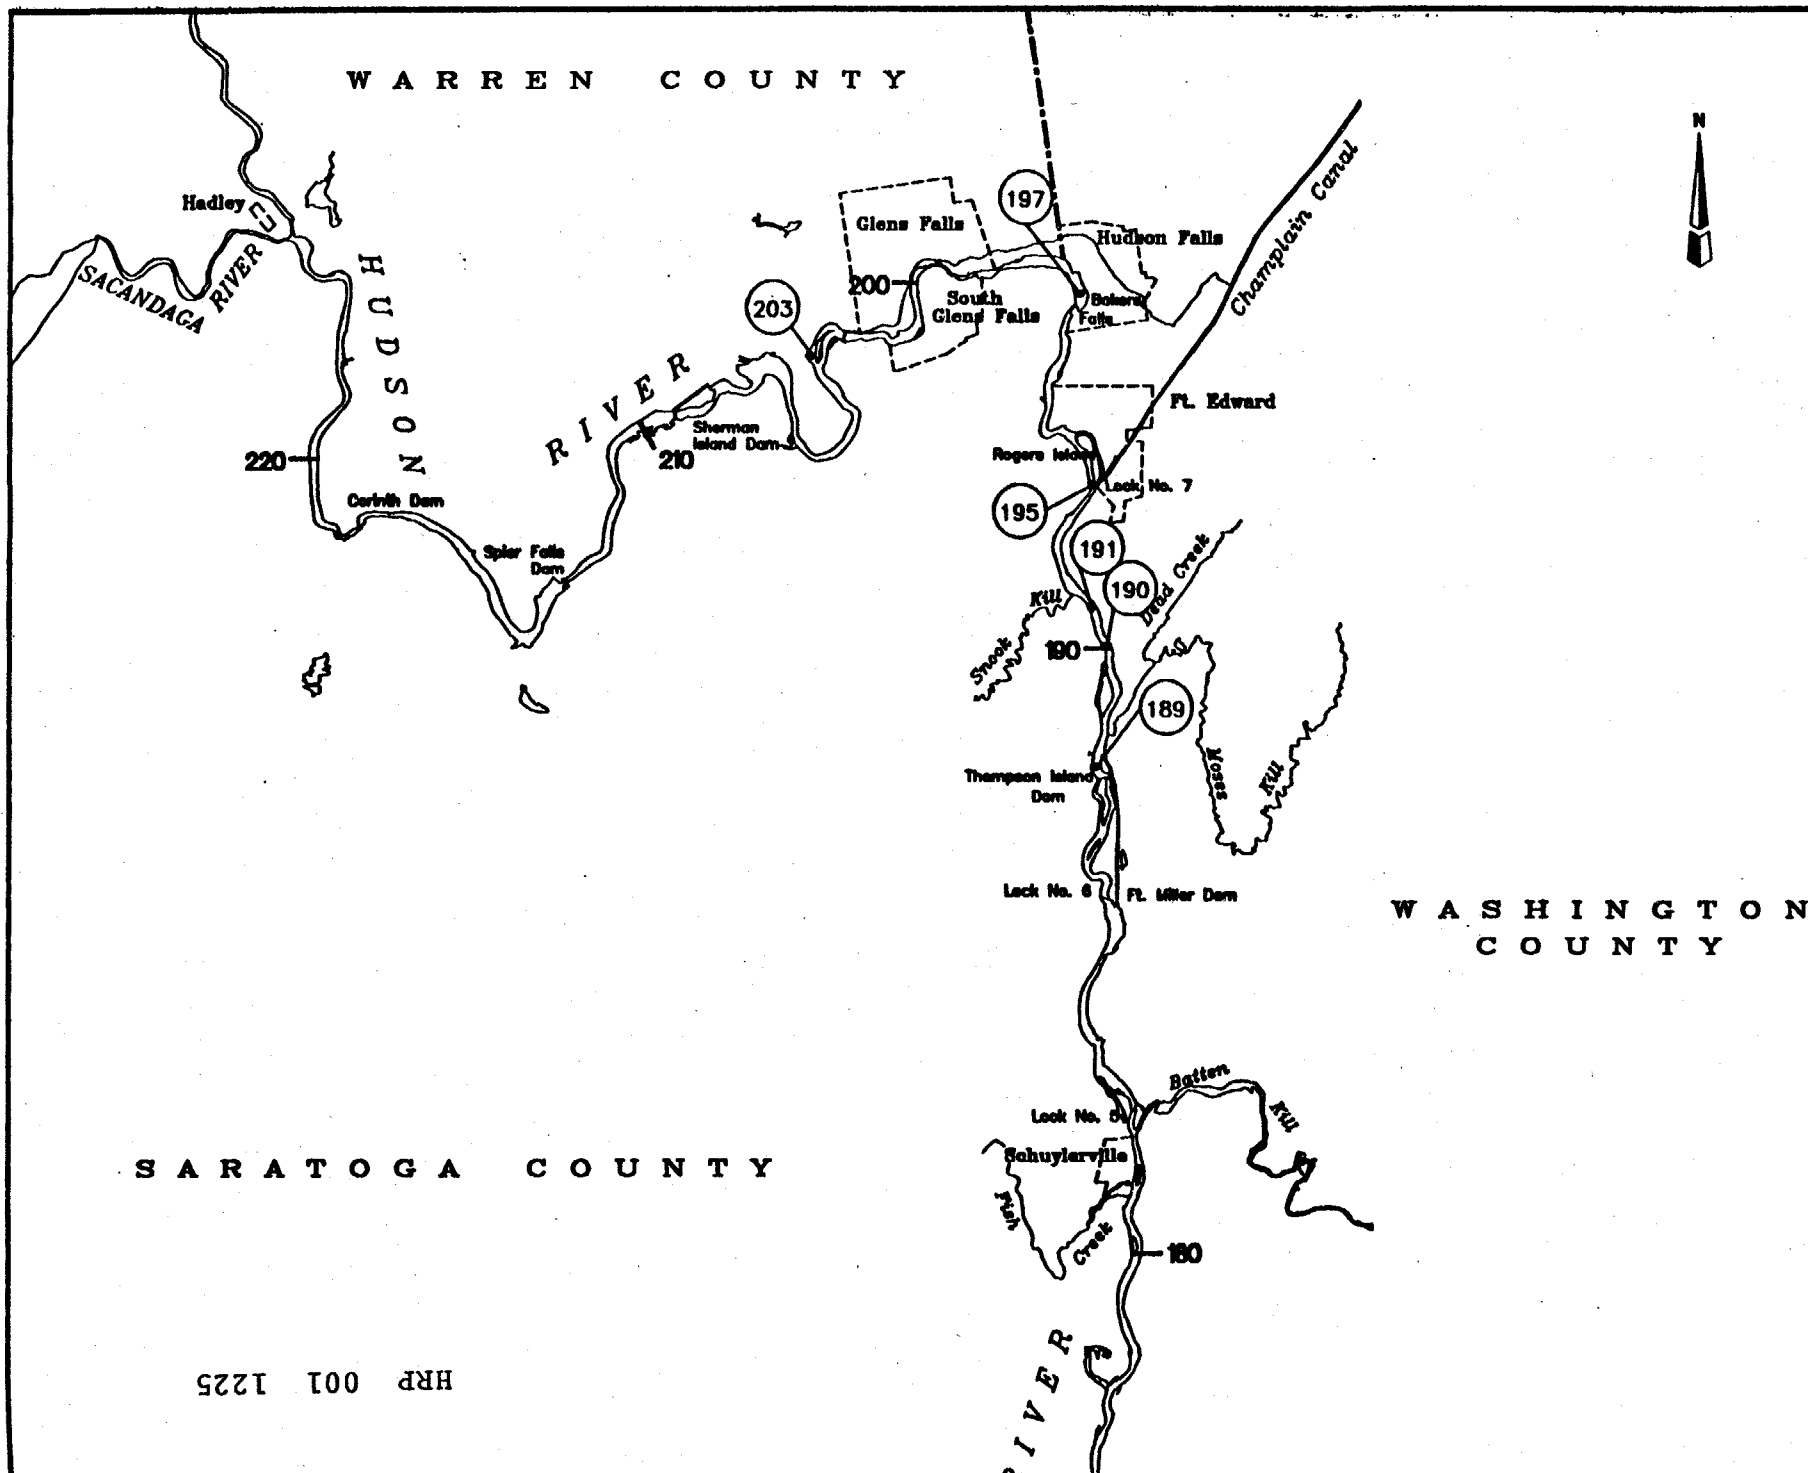 WARREN COUNTY
N
Champlain Canal
Hadley
197
Glens Falls
Hudson Falls
SACANDAGA RIVER
HUDSON
200
203
South
Glens Falls
Bakers
Falls
RIVER
Ft. Edward
Sherman
Island Dam
210
220
Rogers Island
Lock No. 7
Corinth Dam
195
191
Spier Falls
Dam
190
Dead Creek
Snook Kill
190
189
Moses Kill
Thompson Island
Dam
Lock No. 6
Ft. Miller Dam
WASHINGTON
COUNTY
Batten Kill
Lock No. 5
Schuylerville
SARATOGA COUNTY
Fish Creek
180
RIVER
HRP 001 1225